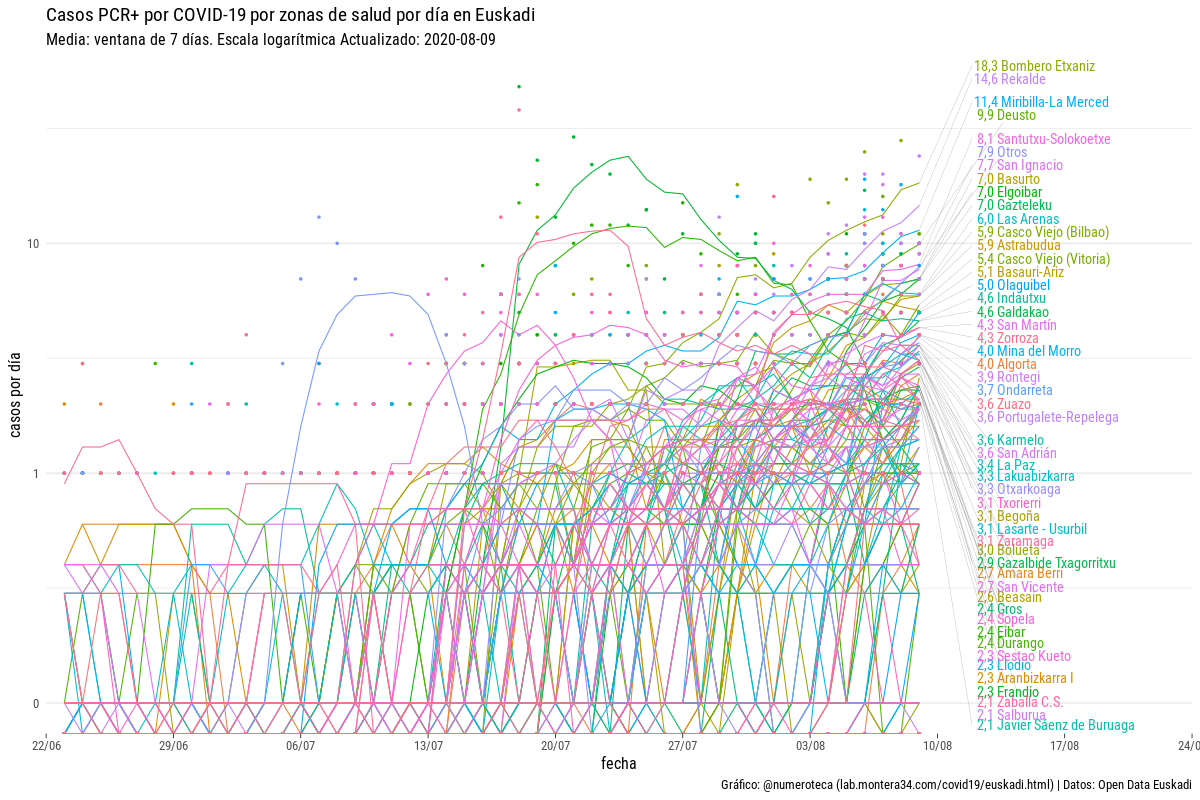 Casos PCR+ por COVID-19 por zonas de salud por día en Euskadi
Media: ventana de 7 días. Escala logarítmica Actualizado: 2020-08-09
casos por día
10
1
0
18,3 Bombero Etxaniz
14,6 Rekalde
11,4 Miribilla-La Merced
9,9 Deusto
8,1 Santutxu-Solokoetxe
7,9 Otros
7,7 San Ignacio
7,0 Basurto
7,0 Elgoibar
7,0 Gazteleku
6,0 Las Arenas
5,9 Casco Viejo (Bilbao)
5,9 Astrabudua
5,4 Casco Viejo (Vitoria)
5,1 Basauri-Ariz
5,0 Olaguibel
4,6 Indautxu
4,6 Galdakao
4,3 San Martín
4,3 Zorroza
4,0 Mina del Morro
4,0 Algorta
3,9 Rontegi
3,7 Ondarreta
3,6 Zuazo
3,6 Portugalete-Repelega
3,6 Karmelo
3,6 San Adrián
3,4 La Paz
3,3 Lakuabizkarra
3,3 Otxarkoaga
3,1 Txorierri
3,1 Begoña
3,1 Lasarte - Usurbil
3,1 Zaramaga
3,0 Bolueta
2,9 Gazalbide Txagorritxu
2,7 Amara Berri
2,7 San Vicente
2,6 Beasain
2,4 Gros
2,4 Sopela
2,4 Eibar
2,4 Durango
2,3 Sestao Kueto
2,3 Llodio
2,3 Aranbizkarra I
2,3 Erandio
2,1 Zaballa C.S.
2,1 Salburua
2,1 Javier Sáenz de Buruaga
22/06 29/06 06/07 13/07 20/07 27/07 03/08 10/08 17/08 24/0
fecha
Gráfico: @numeroteca (lab.montera34.com/covid19/euskadi.html) | Datos: Open Data Euskadi